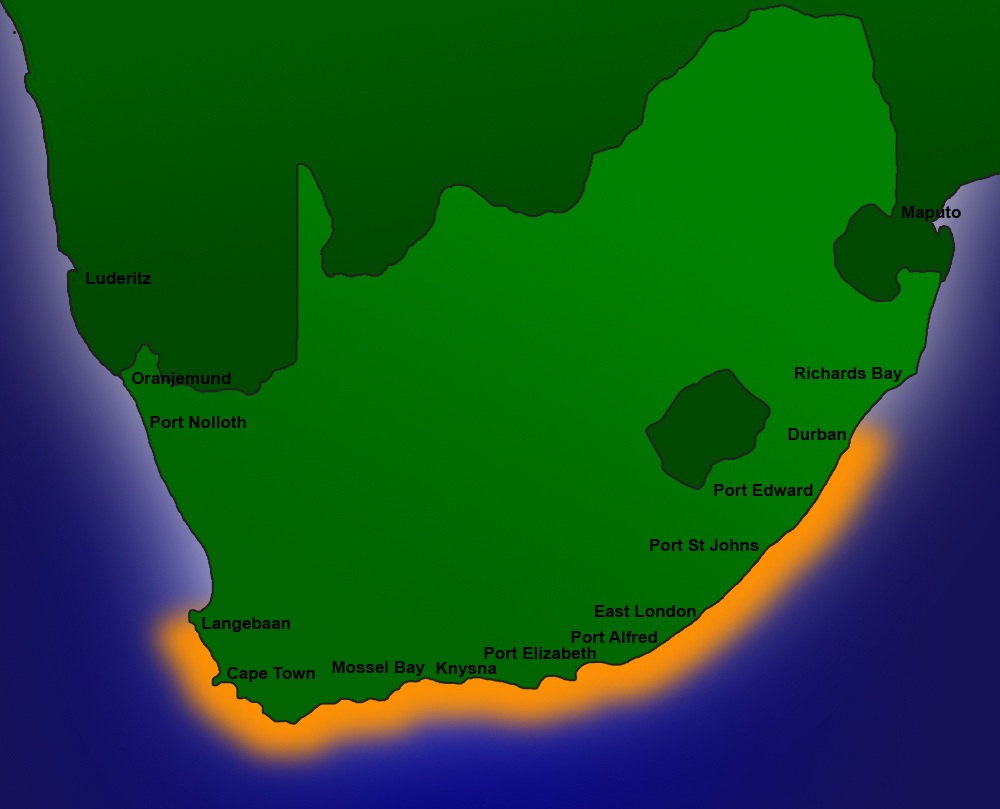 Maputo
Luderitz
Richards Bay
Oranjemund
Port Nolloth
Durban
Port Edward
Port St Johns
East London
Langebaan
Port Alfred
Port Elizabeth
Mossel Bay
Knysna
Cape Town